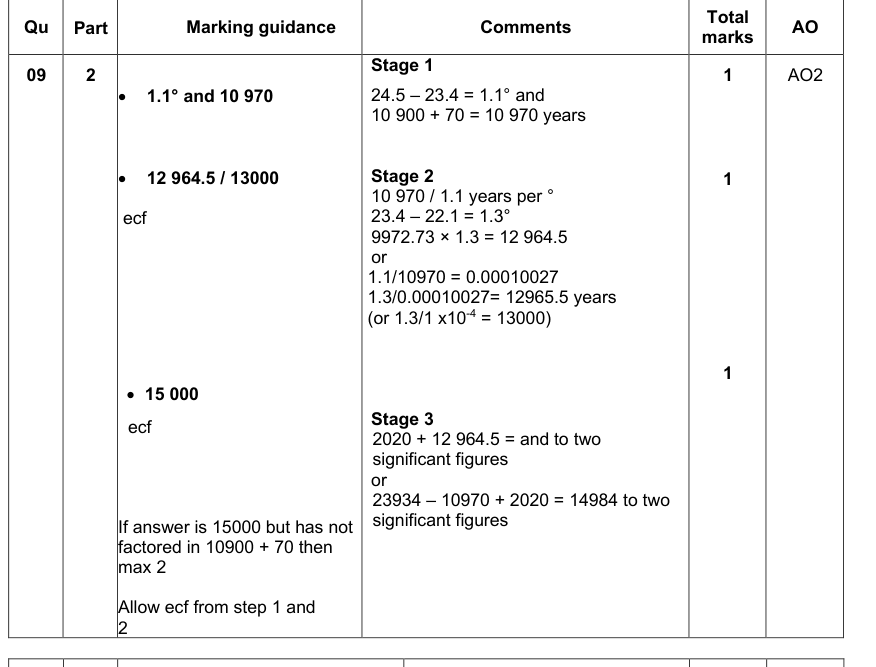 Qu Part Marking guidance Comments Total marks AO
09 2 Stage 1 1 AO2
• 1.1° and 10 970
24.5 – 23.4 = 1.1° and
10 900 + 70 = 10 970 years
• 12 964.5 / 13000
ecf
Stage 2 1
10 970 / 1.1 years per °
23.4 – 22.1 = 1.3°
9972.73 × 1.3 = 12 964.5
or
1.1/10970 = 0.00010027
1.3/0.00010027= 12965.5 years
(or 1.3/1 x10-4 = 13000)
1
• 15 000
ecf
Stage 3
2020 + 12 964.5 = and to two
significant figures
or
23934 – 10970 + 2020 = 14984 to two
significant figures
If answer is 15000 but has not
factored in 10900 + 70 then
max 2
Allow ecf from step 1 and
2